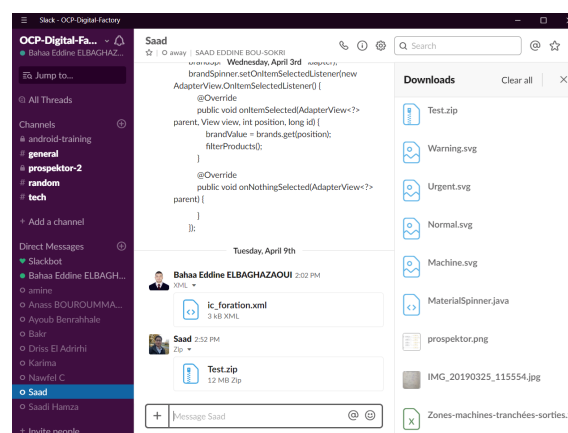 Slack - OCP-Digital-Factory
OCP-Digital-Fa...
Bahaa Eddine ELBAGHAZ...
Jump to...
All Threads
Channels
android-training
# general
prospektor-2
# random
# tech
+ Add a channel
Direct Messages
Slackbot
Bahaa Eddine ELBAGH...
amine
Anass BOUROUMMA...
Ayoub Benrahhale
Bakr
Driss El Adrirhi
Karima
Nawfel C
Saad
Saadi Hamza
+ Invite people
Saad
away | SAAD EDDINE BOU-SOKRI
Wednesday, April 3rd
brandSpinner.setOnItemSelectedListener(new
AdapterView.OnItemSelectedListener() {
@Override
public void onItemSelected(AdapterView<?>
parent, View view, int position, long id) {
brandValue = brands.get(position);
filterProducts();
}
@Override
public void onNothingSelected(AdapterView<?>
parent) {
}
});
Tuesday, April 9th
Bahaa Eddine ELBAGHAZAOUI 2:02 PM
XML
ic_foration.xml
3 kB XML
Saad 2:52 PM
Zip
Test.zip
12 MB Zip
Message Saad
Search
Downloads
Clear all
Test.zip
Warning.svg
Urgent.svg
Normal.svg
Machine.svg
MaterialSpinner.java
prospektor.png
IMG_20190325_115554.jpg
Zones-machines-tranchées-sorties.